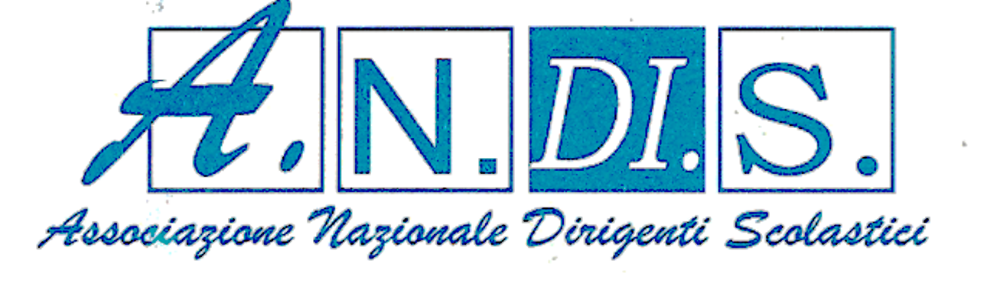 A.N.DI.S.
Associazione Nazionale Dirigenti Scolastici